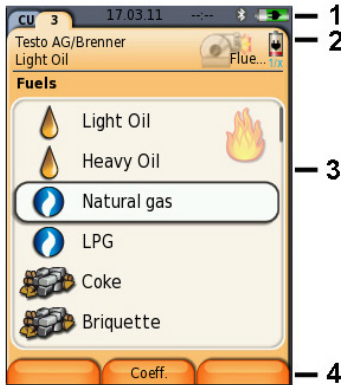 CU 3 17.03.11 --:-- 1
Testo AG/Brenner 2
Light Oil Flue... 1/x
Fuels
Light Oil
Heavy Oil
3
Natural gas
LPG
Coke
Briquette
Coeff. 4